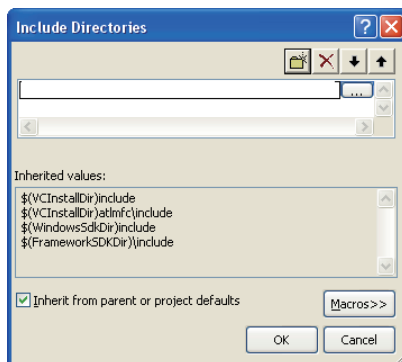 Include Directories
...
Inherited values:
$(VCInstallDir)include
$(VCInstallDir)atlmfc\include
$(WindowsSdkDir)include
$(FrameworkSDKDir)\include
Inherit from parent or project defaults
Macros>>
OK
Cancel